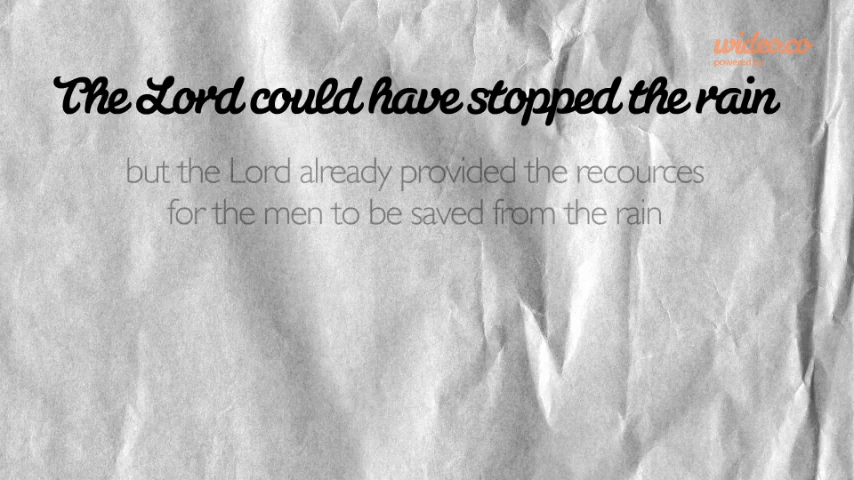 wideo.co
powered by
The Lord could have stopped the rain
but the Lord already provided the recources
for the men to be saved from the rain